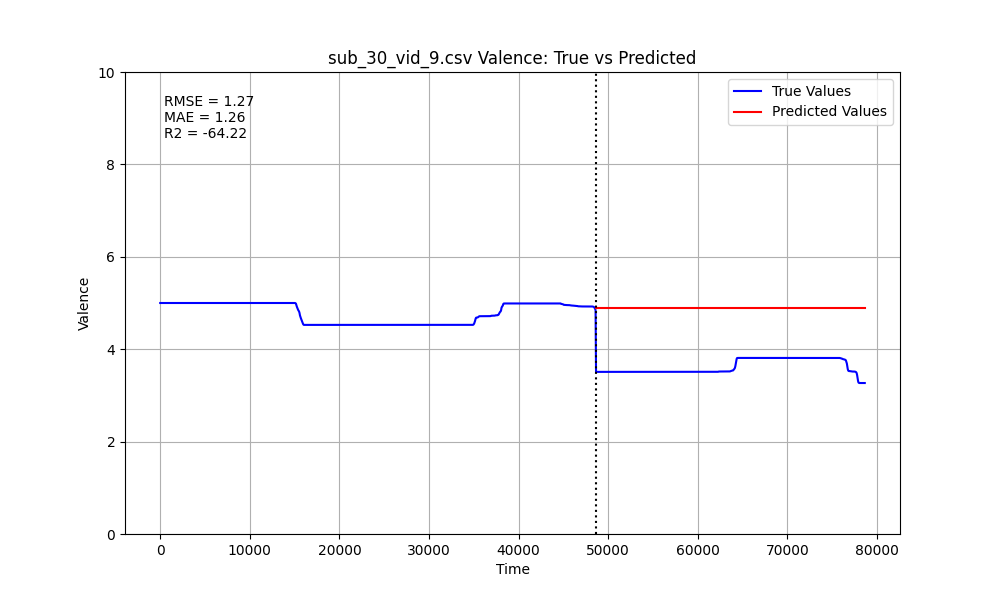 sub_30_vid_9.csv Valence: True vs Predicted
RMSE = 1.27
MAE = 1.26
R2 = -64.22
True Values
Predicted Values
Valence
10
8
6
4
2
0
0 10000 20000 30000 40000 50000 60000 70000 80000
Time